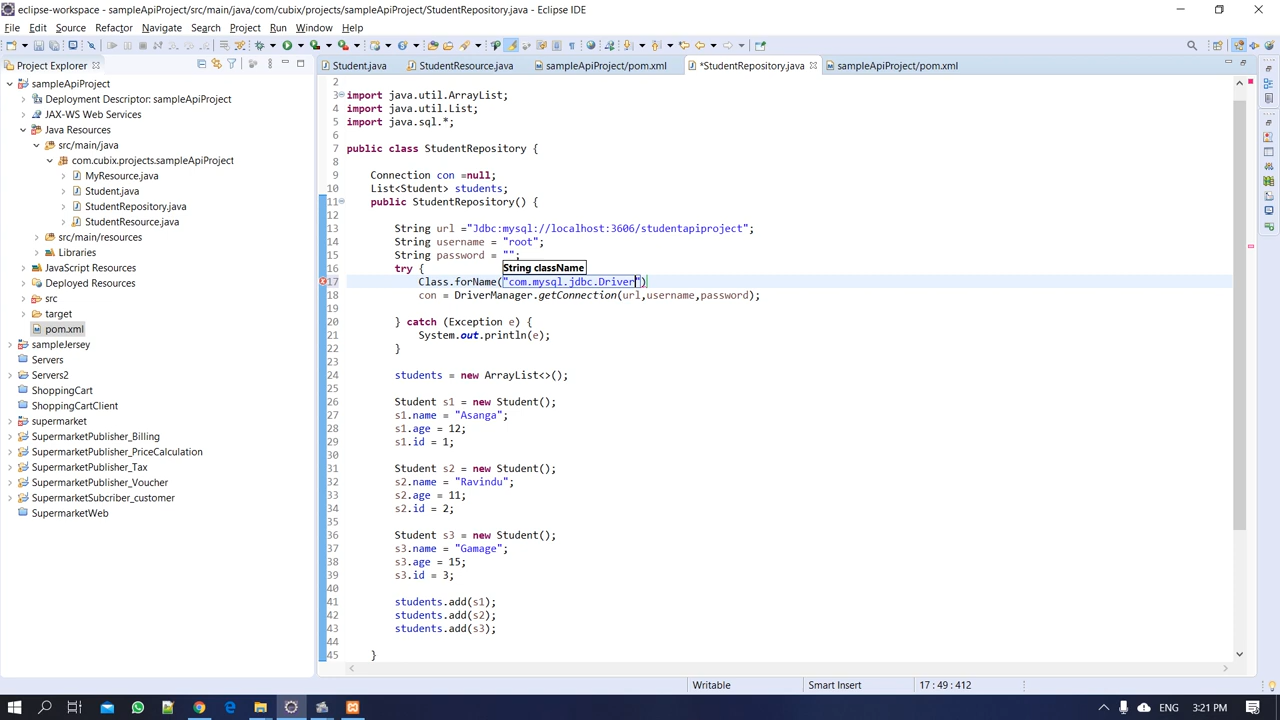 eclipse-workspace - sampleApiProject/src/main/java/com/cubix/projects/sampleApiProject/StudentRepository.java - Eclipse IDE
File Edit Source Refactor Navigate Search Project Run Window Help
Project Explorer
Student.java StudentResource.java sampleApiProject/pom.xml *StudentRepository.java sampleApiProject/pom.xml
sampleApiProject
Deployment Descriptor: sampleApiProject
JAX-WS Web Services
Java Resources
src/main/java
com.cubix.projects.sampleApiProject
MyResource.java
Student.java
StudentRepository.java
StudentResource.java
src/main/resources
Libraries
JavaScript Resources
Deployed Resources
src
target
pom.xml
sampleJersey
Servers
Servers2
ShoppingCart
ShoppingCartClient
supermarket
SupermarketPublisher_Billing
SupermarketPublisher_PriceCalculation
SupermarketPublisher_Tax
SupermarketPublisher_Voucher
SupermarketSubcriber_customer
SupermarketWeb
2
3 import java.util.ArrayList;
4 import java.util.List;
5 import java.sql.*;
6
7 public class StudentRepository {
8
9 Connection con =null;
10 List<Student> students;
11 public StudentRepository() {
12
13 String url ="Jdbc:mysql://localhost:3606/studentapiproject";
14 String username = "root";
15 String password = "";
16 try {
String className
17 Class.forName("com.mysql.jdbc.Driver")
18 con = DriverManager.getConnection(url,username,password);
19
20 } catch (Exception e) {
21 System.out.println(e);
22 }
23
24 students = new ArrayList<>();
25
26 Student s1 = new Student();
27 s1.name = "Asanga";
28 s1.age = 12;
29 s1.id = 1;
30
31 Student s2 = new Student();
32 s2.name = "Ravindu";
33 s2.age = 11;
34 s2.id = 2;
35
36 Student s3 = new Student();
37 s3.name = "Gamage";
38 s3.age = 15;
39 s3.id = 3;
40
41 students.add(s1);
42 students.add(s2);
43 students.add(s3);
44
45 }
Writable Smart Insert 17 : 49 : 412
ENG 3:21 PM